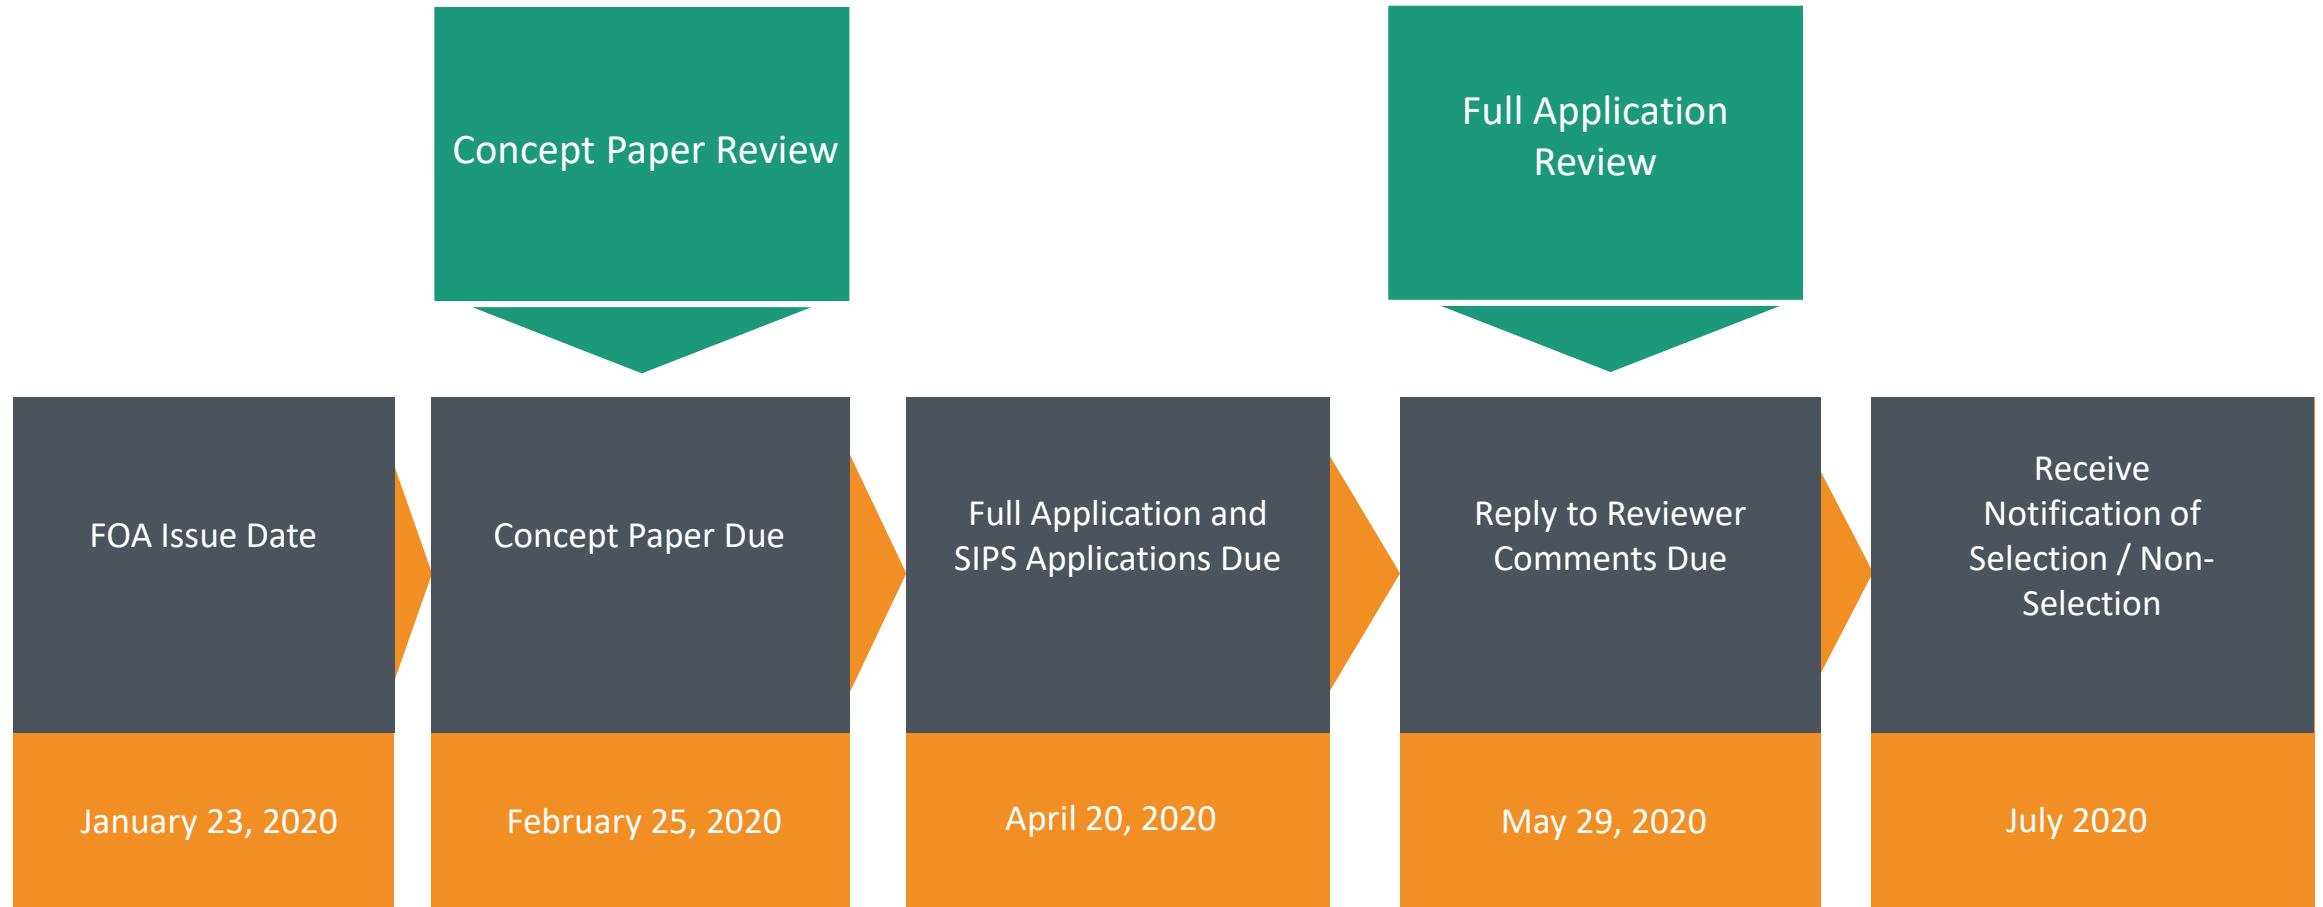 Concept Paper Review
Full Application
Review
FOA Issue Date
Concept Paper Due
Full Application and
SIPS Applications Due
Reply to Reviewer
Comments Due
Receive
Notification of
Selection / Non-
Selection
January 23, 2020
February 25, 2020
April 20, 2020
May 29, 2020
July 2020